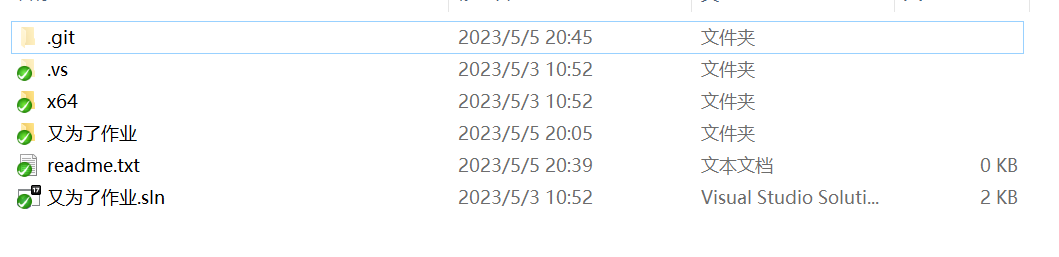 .git 2023/5/5 20:45 文件夹
.vs 2023/5/3 10:52 文件夹
x64 2023/5/3 10:52 文件夹
又为了作业 2023/5/5 20:05 文件夹
readme.txt 2023/5/5 20:39 文本文档 0 KB
17
又为了作业.sln 2023/5/3 10:52 Visual Studio Soluti... 2 KB